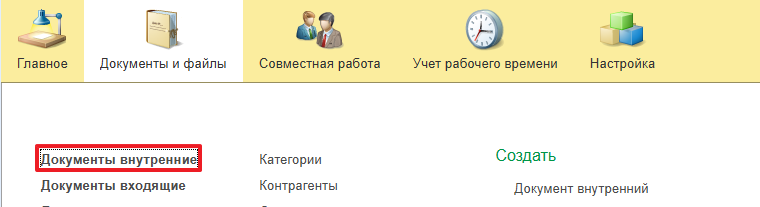 Главное
Документы и файлы
Совместная работа
Учет рабочего времени
Настройка
Документы внутренние
Категории
Создать
Документы входящие
Контрагенты
Документ внутренний